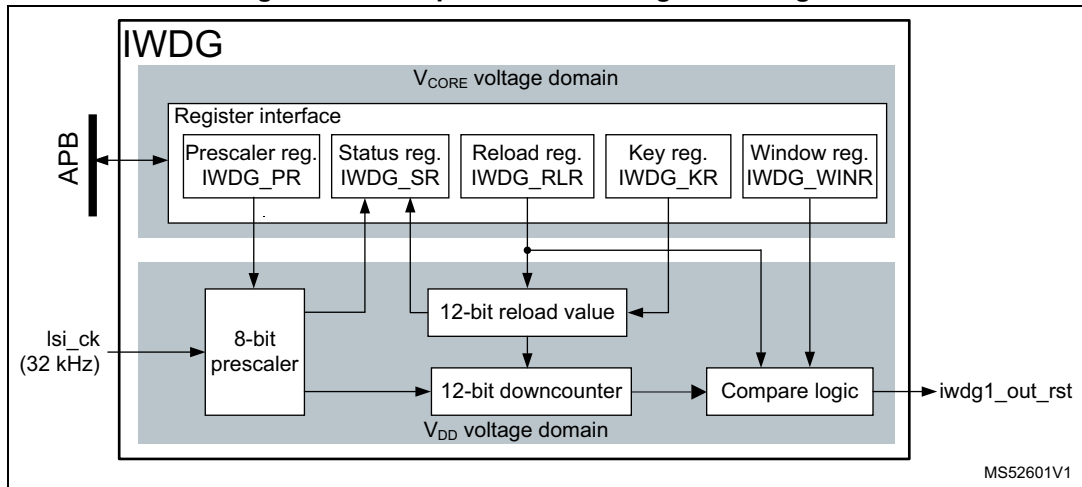 IWDG
V_CORE voltage domain
Register interface
Prescaler reg.
IWDG_PR
Status reg.
IWDG_SR
Reload reg.
IWDG_RLR
Key reg.
IWDG_KR
Window reg.
IWDG_WINR
APB
lsi_ck
(32 kHz)
8-bit
prescaler
12-bit reload value
12-bit downcounter
Compare logic
iwdg1_out_rst
V_DD voltage domain
MS52601V1